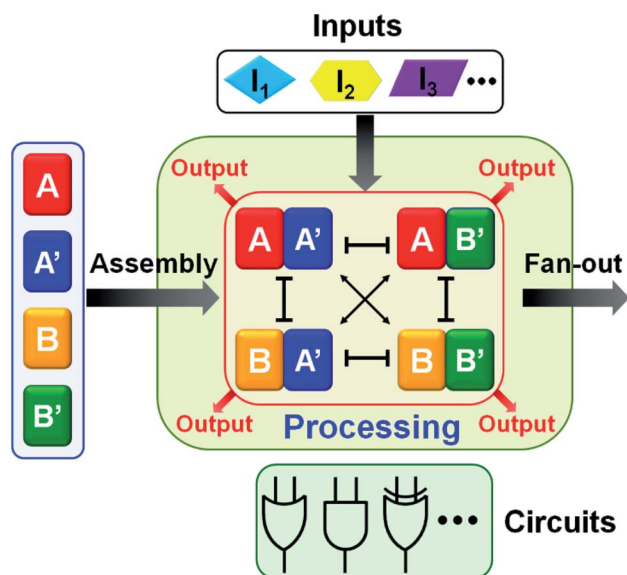 Inputs
I1 I2 I3 •••
Output Output
A
A'
B
B'
Assembly
A A' A B'
B A' B B'
Fan-out
Output Output
Processing
••• Circuits